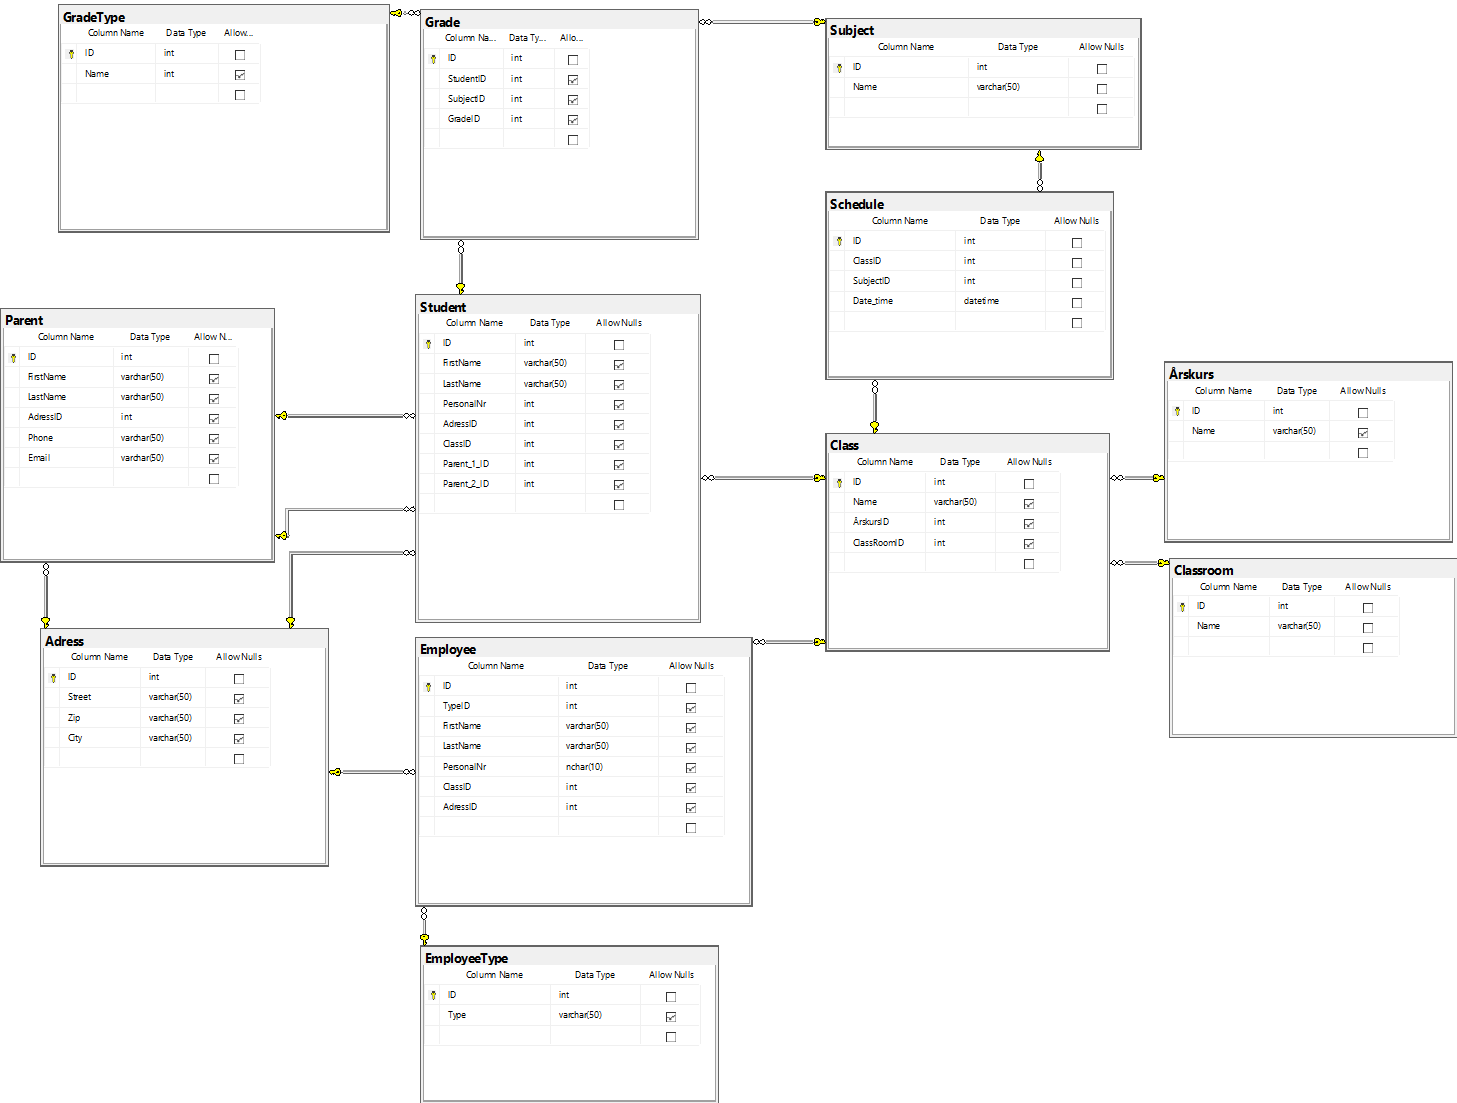 GradeType
Column Name Data Type Allow...
ID int
Name int
Grade
Column Na... Data Ty... Allo...
ID int
StudentID int
SubjectID int
GradeID int
Subject
Column Name Data Type Allow Nulls
ID int
Name varchar(50)
Schedule
Column Name Data Type Allow Nulls
ID int
ClassID int
SubjectID int
Date_time datetime
Parent
Column Name Data Type Allow N...
ID int
FirstName varchar(50)
LastName varchar(50)
AdressID int
Phone varchar(50)
Email varchar(50)
Student
Column Name Data Type Allow Nulls
ID int
FirstName varchar(50)
LastName varchar(50)
PersonalNr int
AdressID int
ClassID int
Parent_1_ID int
Parent_2_ID int
Årskurs
Column Name Data Type Allow Nulls
ID int
Name varchar(50)
Class
Column Name Data Type Allow Nulls
ID int
Name varchar(50)
ÅrskursID int
ClassRoomID int
Classroom
Column Name Data Type Allow Nulls
ID int
Name varchar(50)
Adress
Column Name Data Type Allow Nulls
ID int
Street varchar(50)
Zip varchar(50)
City varchar(50)
Employee
Column Name Data Type Allow Nulls
ID int
TypeID int
FirstName varchar(50)
LastName varchar(50)
PersonalNr nchar(10)
ClassID int
AdressID int
EmployeeType
Column Name Data Type Allow Nulls
ID int
Type varchar(50)